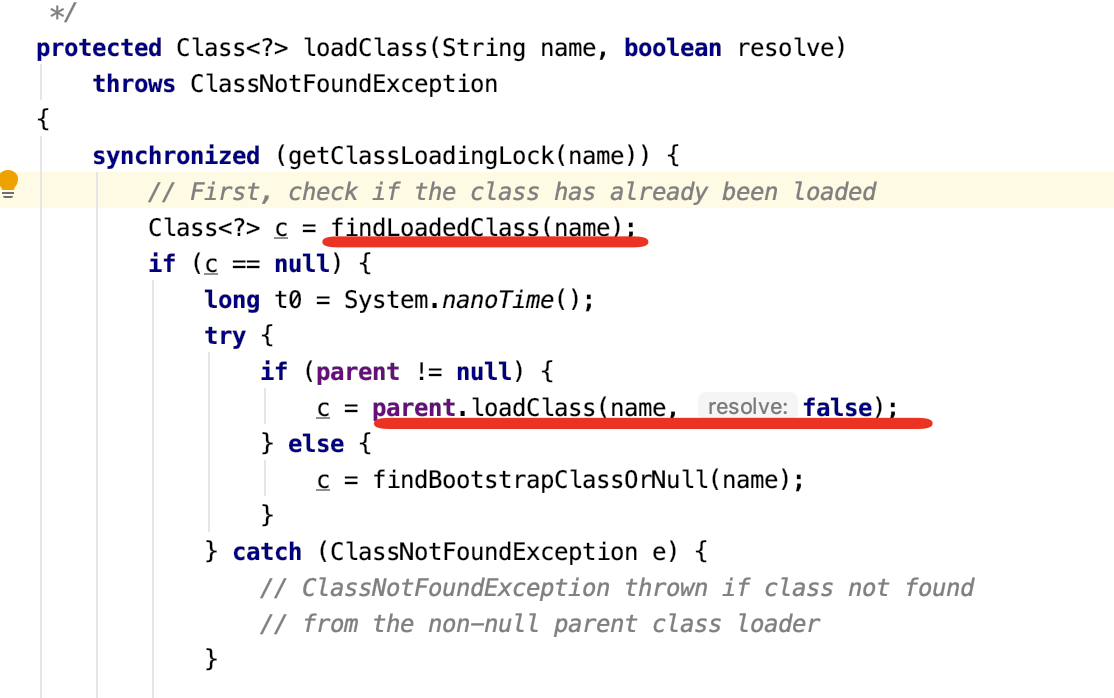 */
protected Class<?> loadClass(String name, boolean resolve)
throws ClassNotFoundException
{
synchronized (getClassLoadingLock(name)) {
// First, check if the class has already been loaded
Class<?> c = findLoadedClass(name);
if (c == null) {
long t0 = System.nanoTime();
try {
if (parent != null) {
c = parent.loadClass(name, resolve: false);
} else {
c = findBootstrapClassOrNull(name);
}
} catch (ClassNotFoundException e) {
// ClassNotFoundException thrown if class not found
// from the non-null parent class loader
}